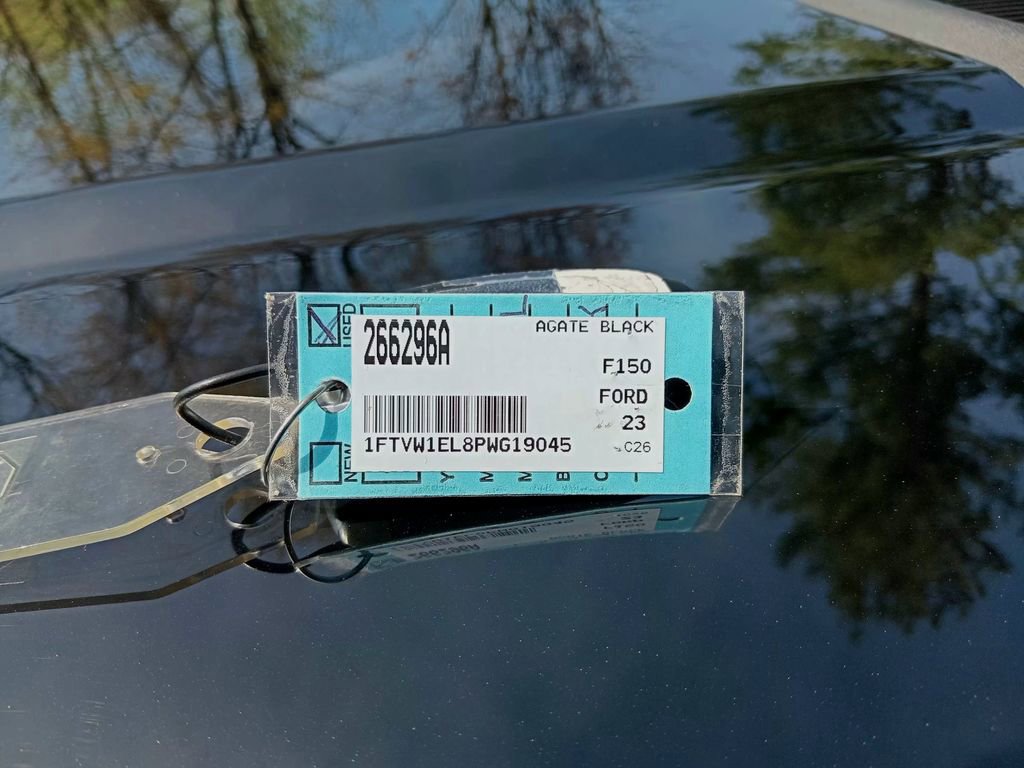 USED
266296A
AGATE BLACK
F150
FORD
23
1FTVW1EL8PWG19045
C26
NEW
Y
M
M
B
C